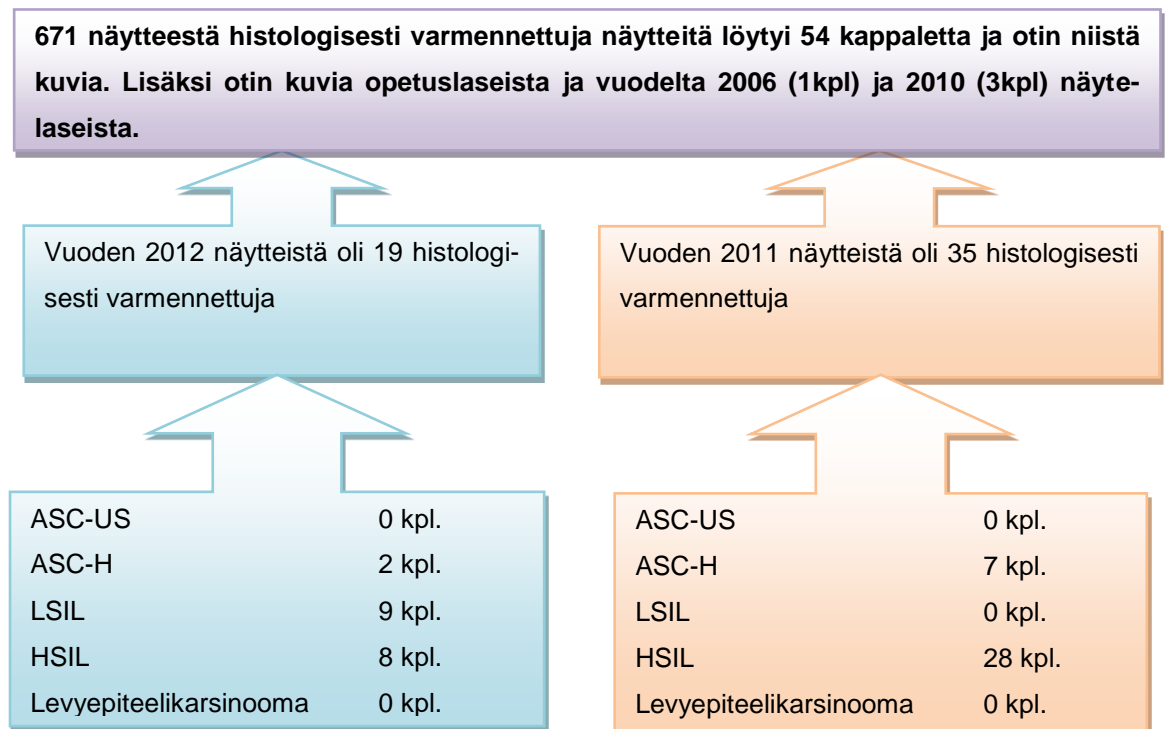 671 näytteestä histologisesti varmennettuja näytteitä löytyi 54 kappaletta ja otin niistä
kuvia. Lisäksi otin kuvia opetuslaseista ja vuodelta 2006 (1kpl) ja 2010 (3kpl) näyte-
laseista.
Vuoden 2012 näytteistä oli 19 histologi-
sesti varmennettuja
Vuoden 2011 näytteistä oli 35 histologisesti
varmennettuja
ASC-US 0 kpl.
ASC-H 2 kpl.
LSIL 9 kpl.
HSIL 8 kpl.
Levyepiteelikarsinooma 0 kpl.
ASC-US 0 kpl.
ASC-H 7 kpl.
LSIL 0 kpl.
HSIL 28 kpl.
Levyepiteelikarsinooma 0 kpl.